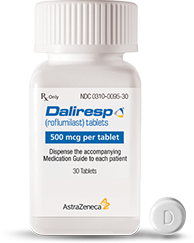 Rx Only NDC 0310-0095-30
Daliresp
(roflumilast) tablets
500 mcg per tablet
Dispense the accompanying
Medication Guide to each patient
30 Tablets
AstraZeneca
D